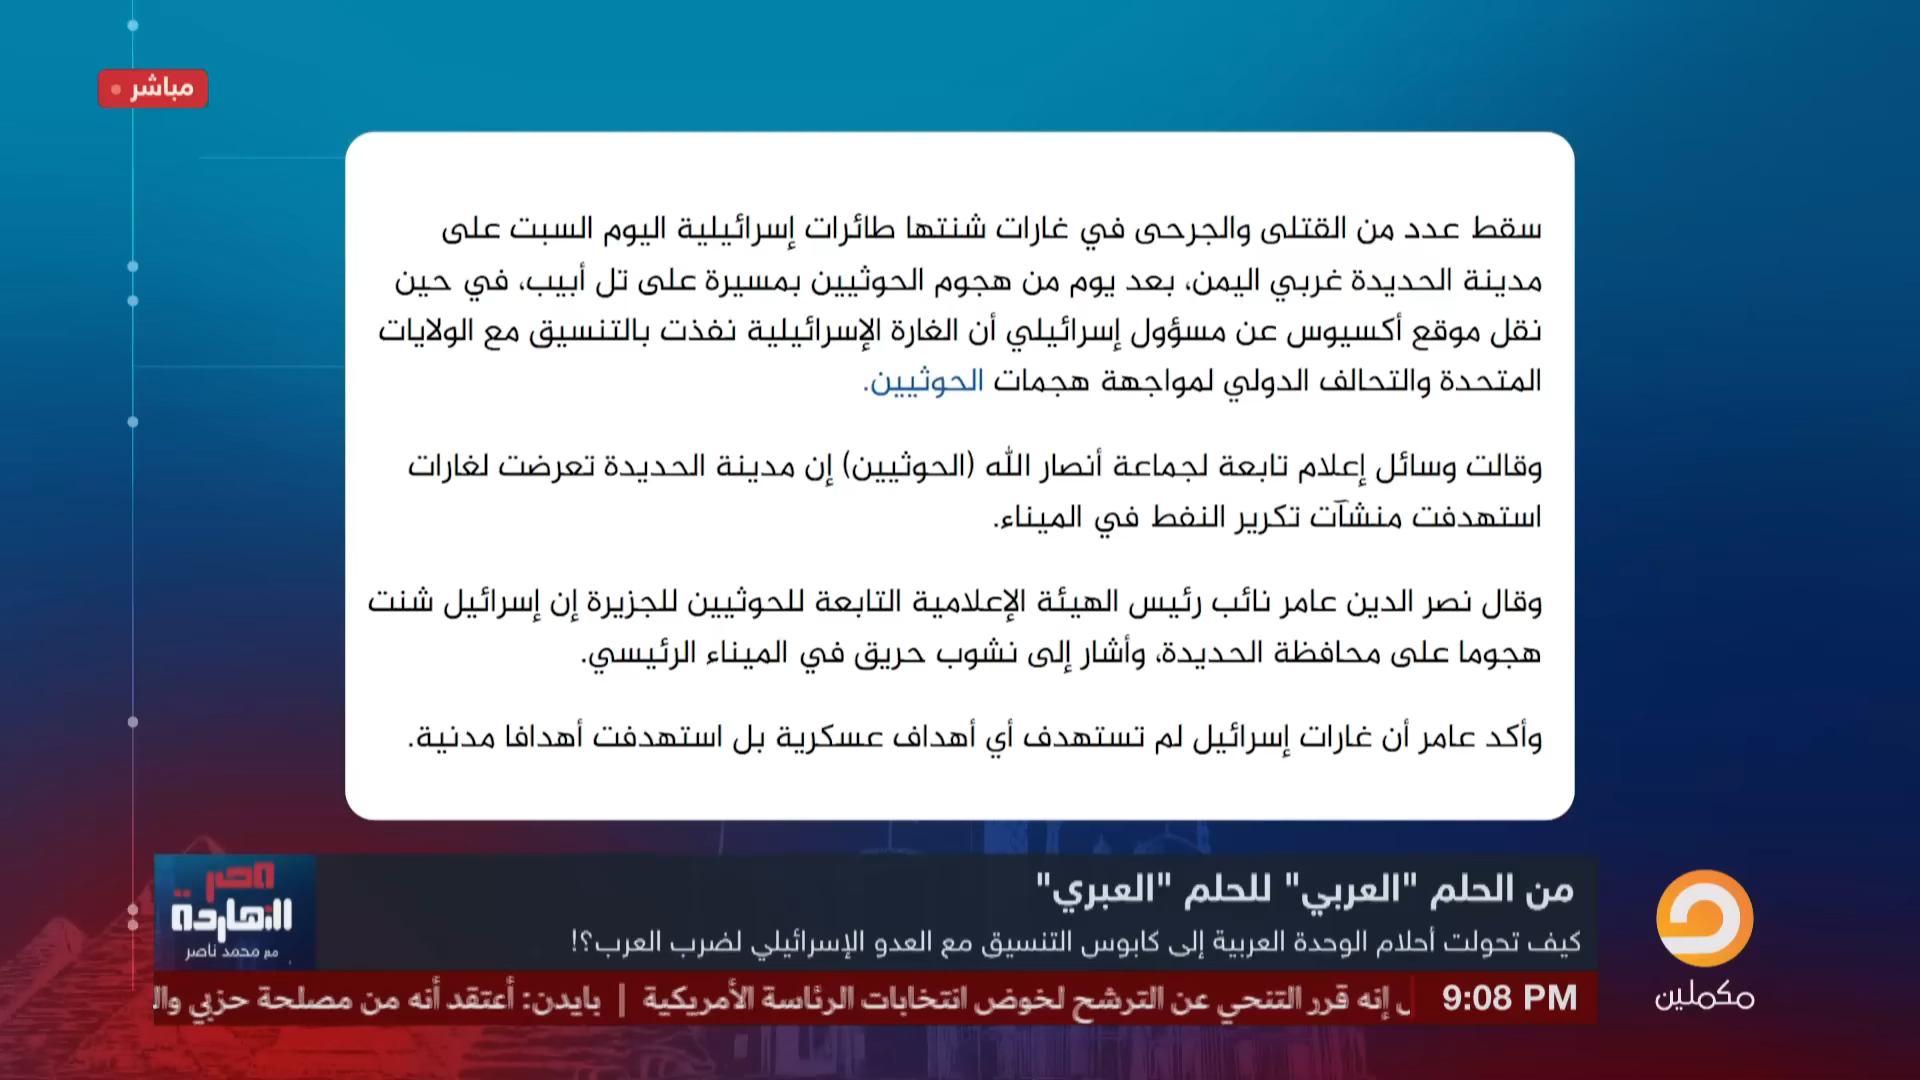 مباشر
سقط عدد من القتلى والجرحى في غارات شنتها طائرات إسرائيلية اليوم السبت على
مدينة الحديدة غربي اليمن، بعد يوم من هجوم الحوثيين بمسيرة على تل أبيب، في حين
نقل موقع أكسيوس عن مسؤول إسرائيلي أن الغارة الإسرائيلية نفذت بالتنسيق مع الولايات
المتحدة والتحالف الدولي لمواجهة هجمات الحوثيين.
وقالت وسائل إعلام تابعة لجماعة أنصار الله (الحوثيين) إن مدينة الحديدة تعرضت لغارات
استهدفت منشآت تكرير النفط في الميناء.
وقال نصر الدين عامر نائب رئيس الهيئة الإعلامية التابعة للحوثيين للجزيرة إن إسرائيل شنت
هجوما على محافظة الحديدة، وأشار إلى نشوب حريق في الميناء الرئيسي.
وأكد عامر أن غارات إسرائيل لم تستهدف أي أهداف عسكرية بل استهدفت أهدافا مدنية.
من الحلم "العربي" للحلم "العبري"
كيف تحولت أحلام الوحدة العربية إلى كابوس التنسيق مع العدو الإسرائيلي لضرب العرب؟!
مصر
النهاردة
مع محمد ناصر
9:08 PM
إنه قرر التنحي عن الترشح لخوض انتخابات الرئاسة الأمريكية | بايدن: أعتقد أنه من مصلحة حزبي
مكملين